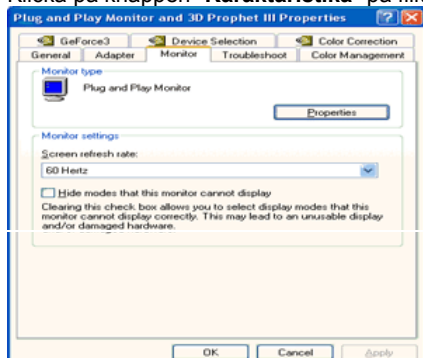 Klicka på knappen "Karaktäristika" på
Plug and Play Monitor and 3D Prophet III Properties
GeForce3
Device Selection
Color Correction
General
Adapter
Monitor
Troubleshoot
Color Management
Monitor type
Plug and Play Monitor
Properties
Monitor settings
Screen refresh rate:
60 Hertz
Hide modes that this monitor cannot display
Clearing this check box allows you to select display modes that this
monitor cannot display correctly. This may lead to an unusable display
and/or damaged hardware.
OK
Cancel
Apply